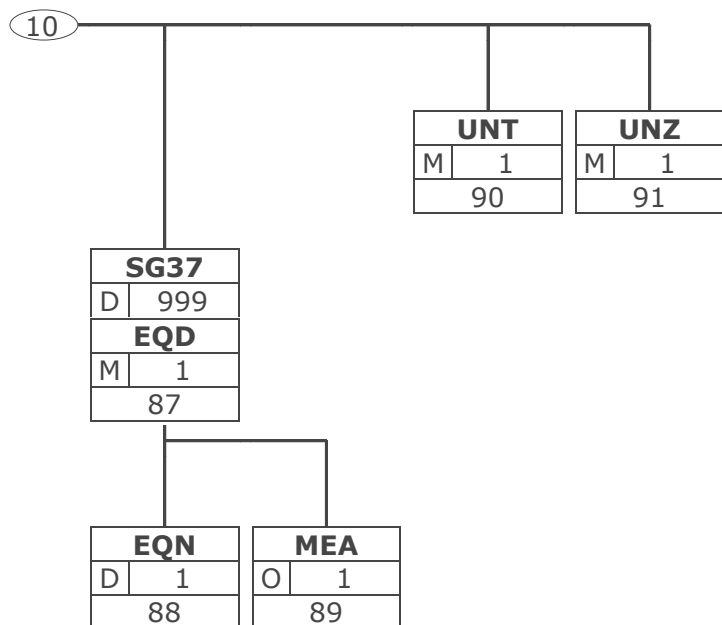 10
UNT
M 1
90
UNZ
M 1
91
SG37
D 999
EQD
M 1
87
EQN
D 1
88
MEA
O 1
89